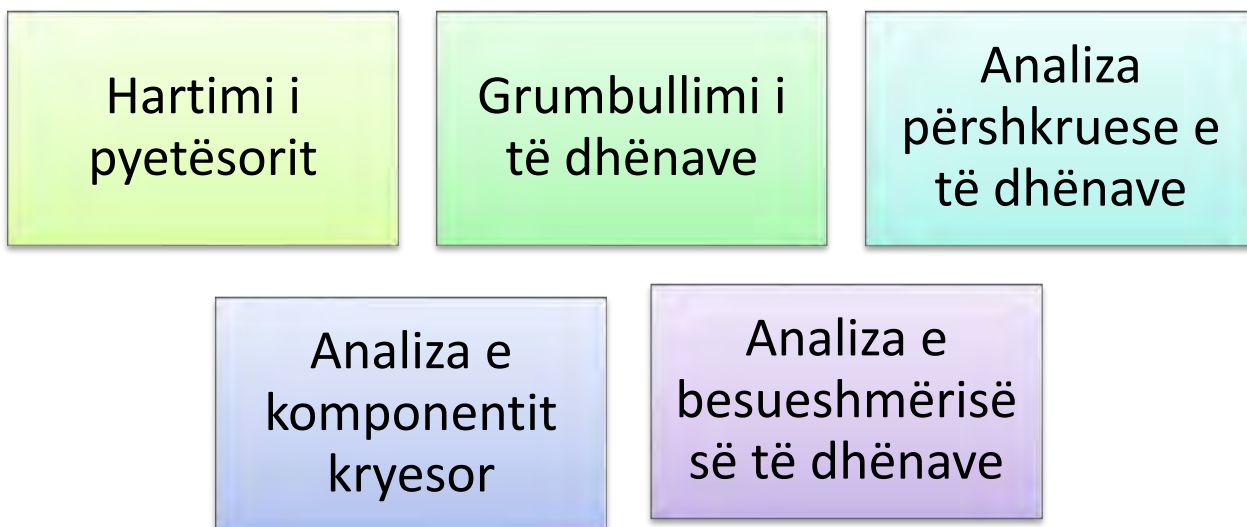 Hartimi i
pyetësorit
Grumbullimi i
të dhënave
Analiza
përshkruese e
të dhënave
Analiza e
komponentit
kryesor
Analiza e
besueshmërisë
së të dhënave